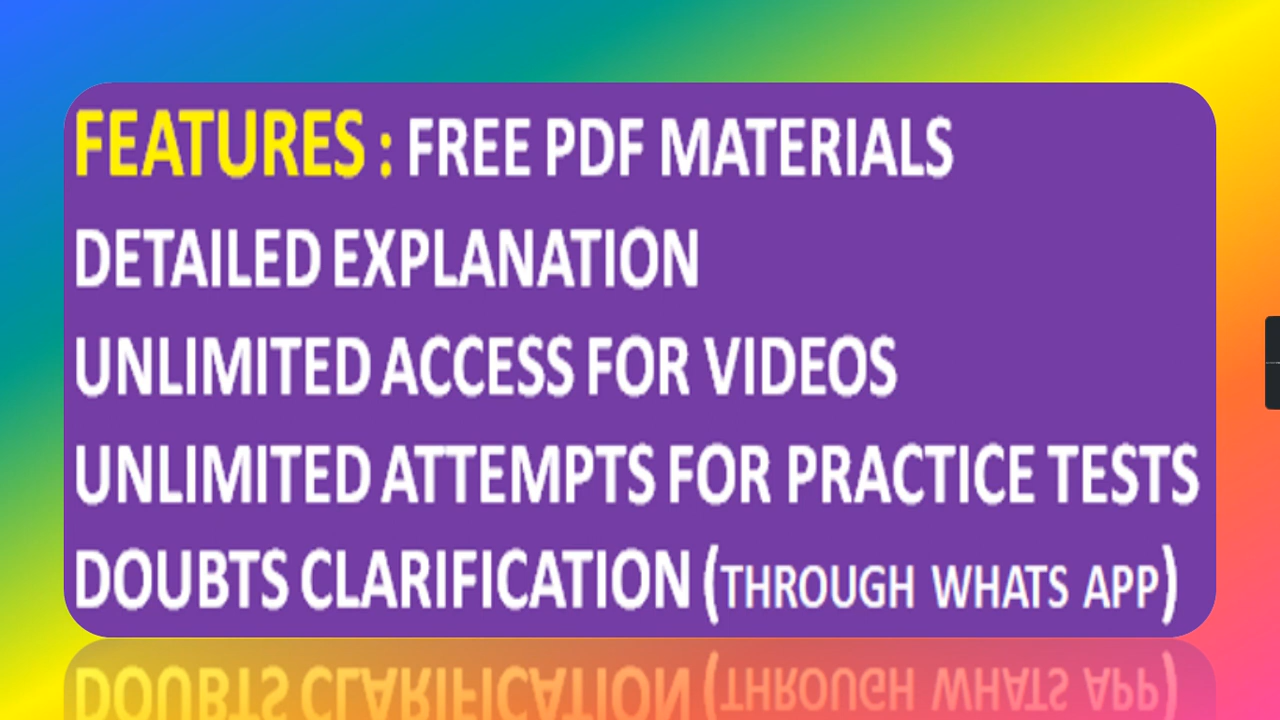 FEATURES : FREE PDF MATERIALS
DETAILED EXPLANATION
UNLIMITED ACCESS FOR VIDEOS
UNLIMITED ATTEMPTS FOR PRACTICE TESTS
DOUBTS CLARIFICATION (THROUGH WHATS APP)